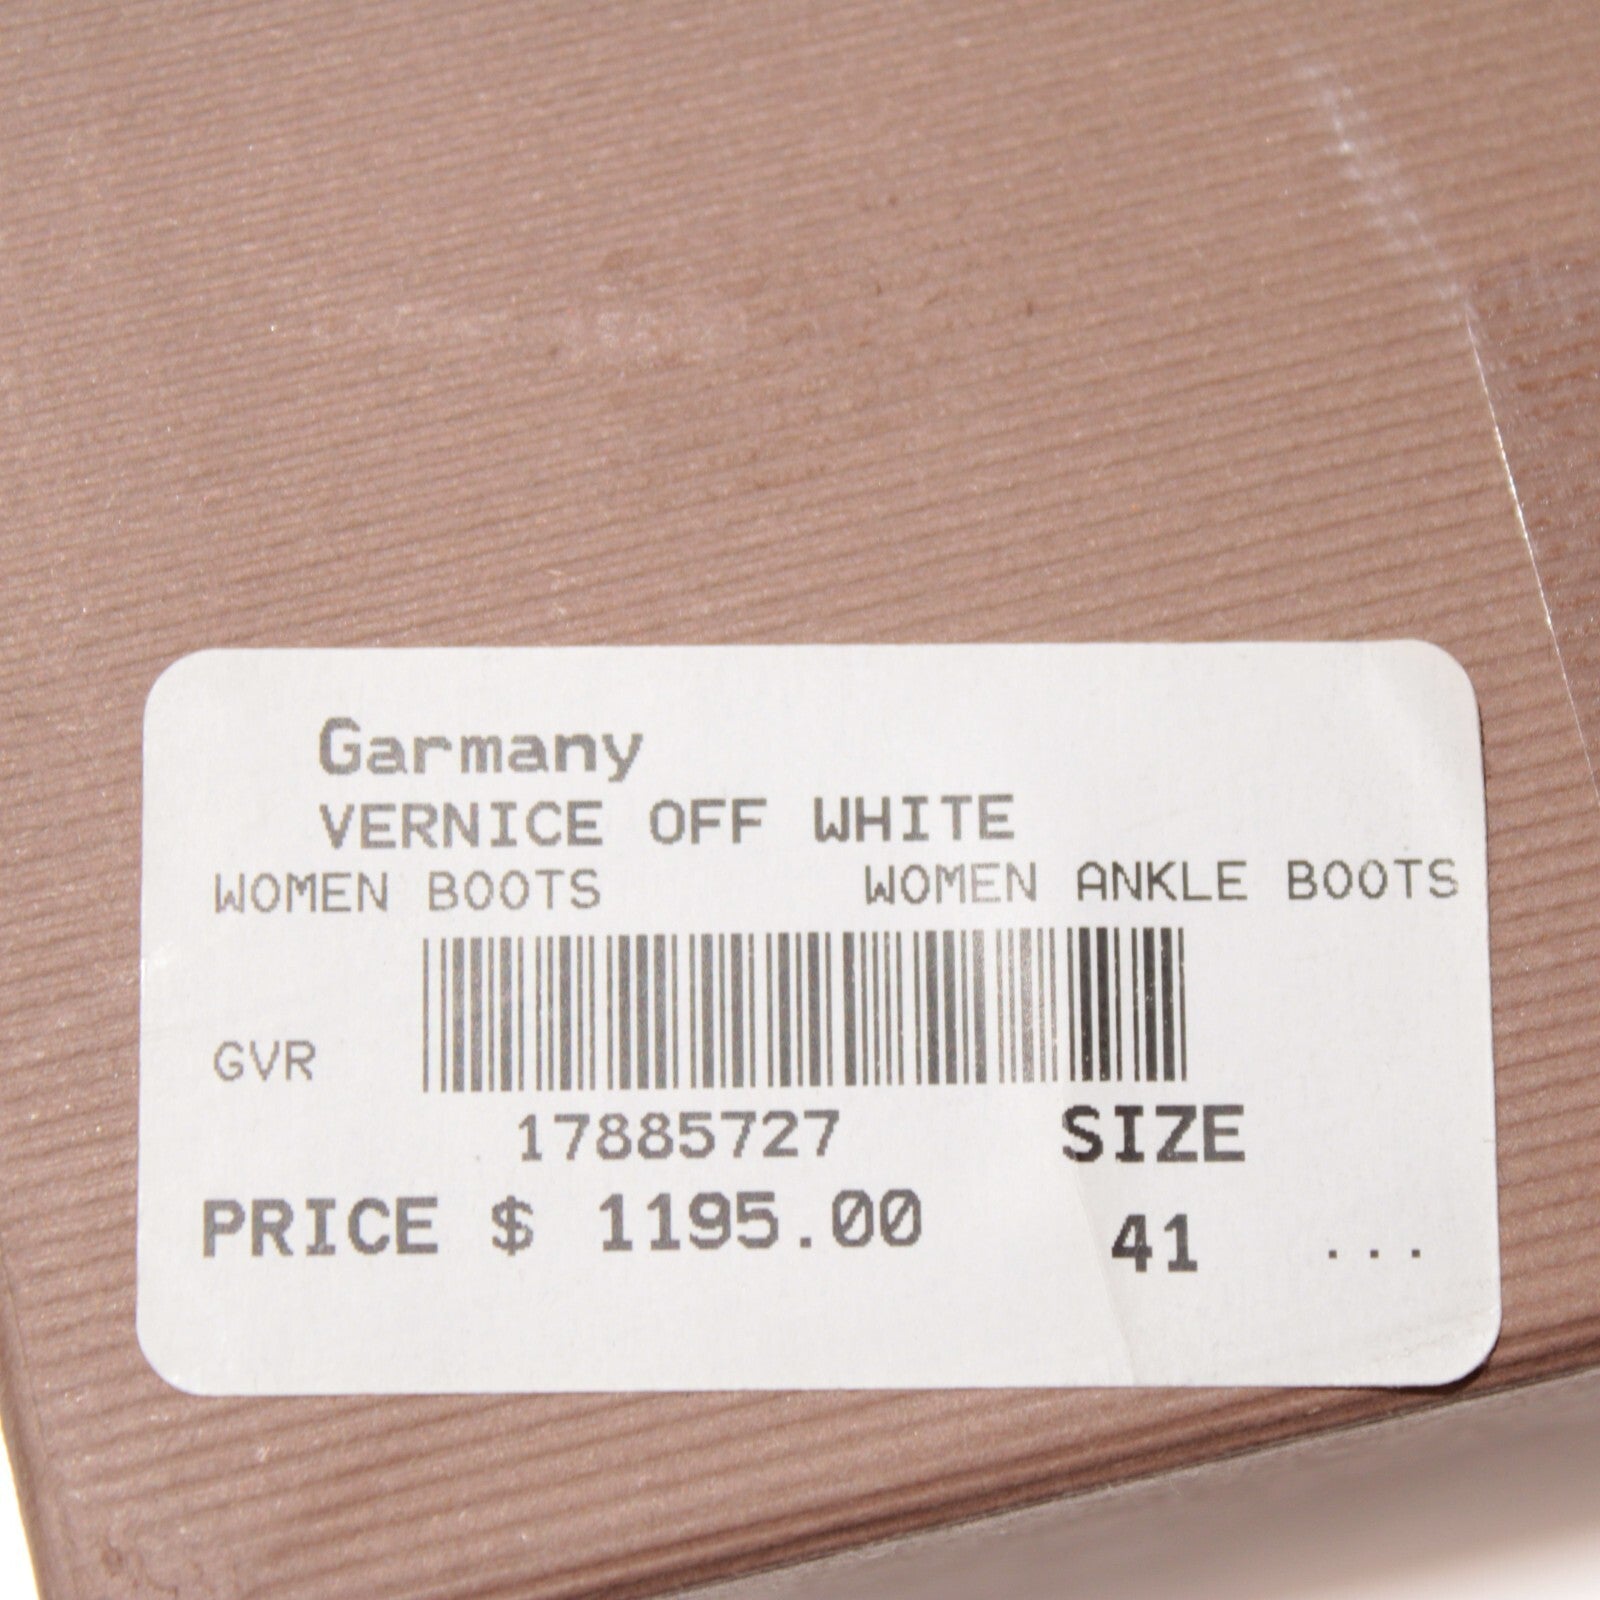 Garmany
VERNICE OFF WHITE
WOMEN BOOTS WOMEN ANKLE BOOTS
GVR
17885727 SIZE
PRICE $ 1195.00 41 ...